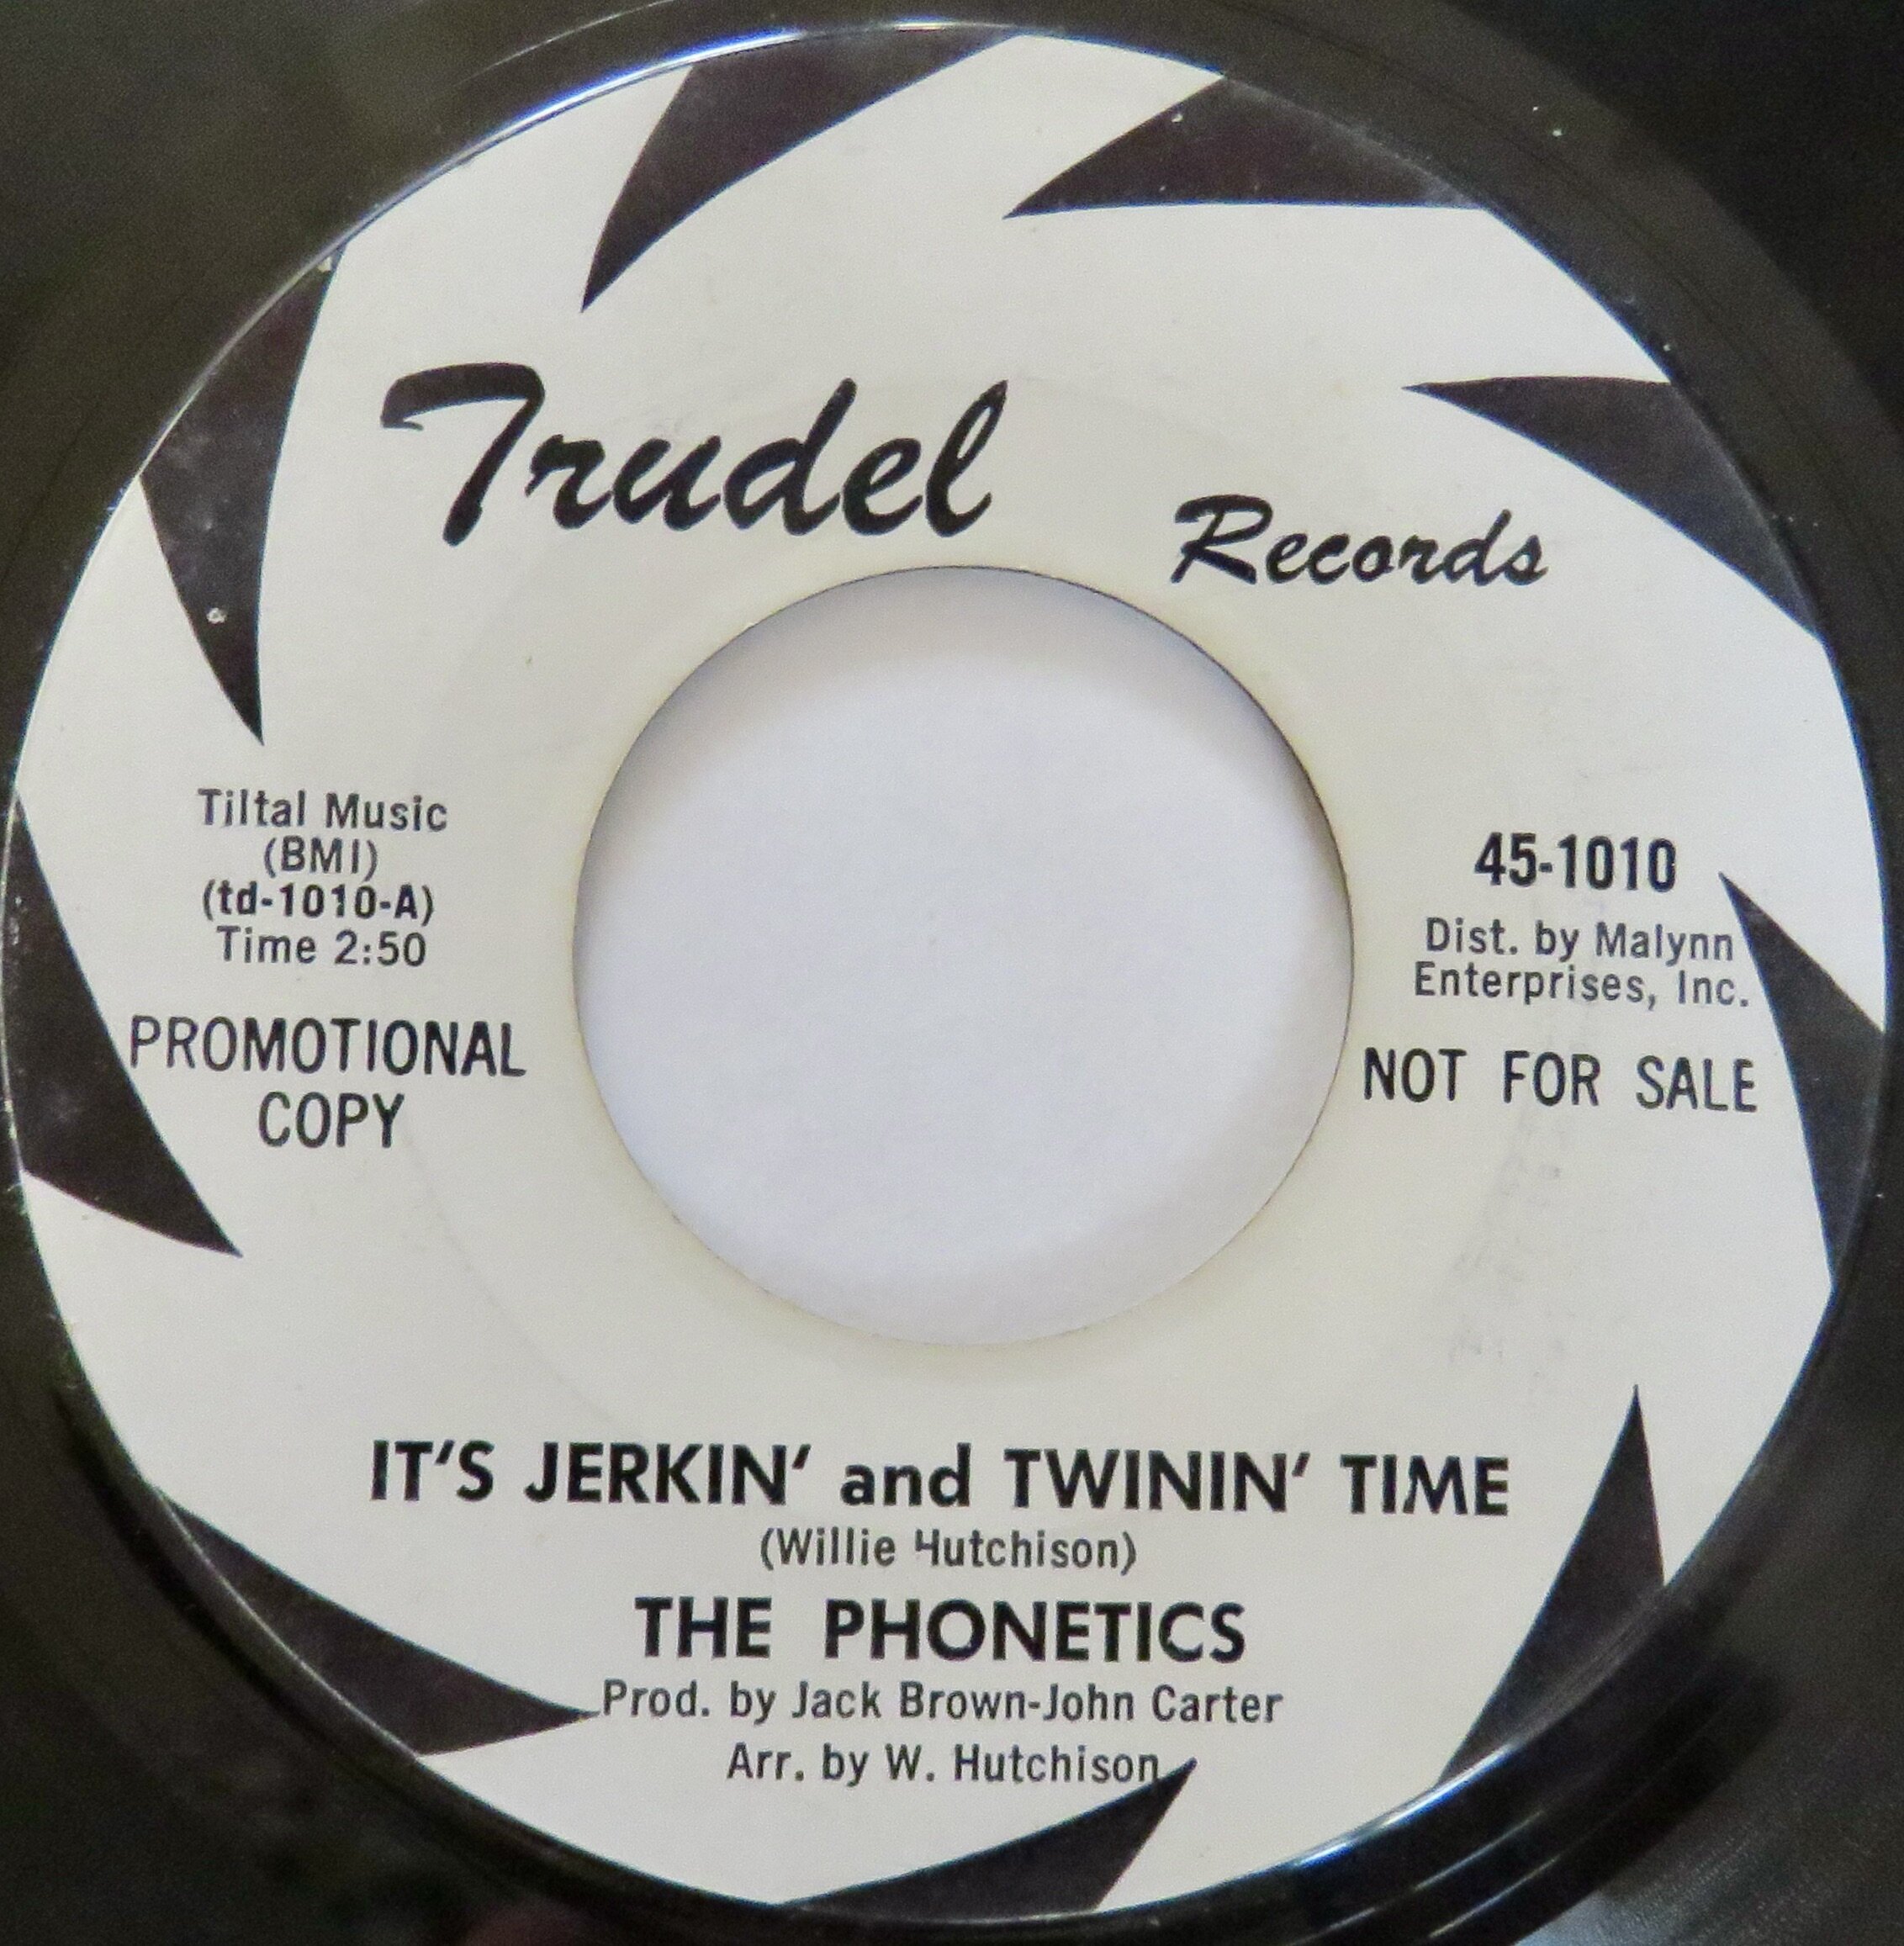 Trudel Records
Tiltal Music
(BMI)
(td-1010-A)
Time 2:50
PROMOTIONAL
COPY
45-1010
Dist. by Malynn
Enterprises, Inc.
NOT FOR SALE
IT'S JERKIN' and TWININ' TIME
(Willie Hutchison)
THE PHONETICS
Prod. by Jack Brown-John Carter
Arr. by W. Hutchison